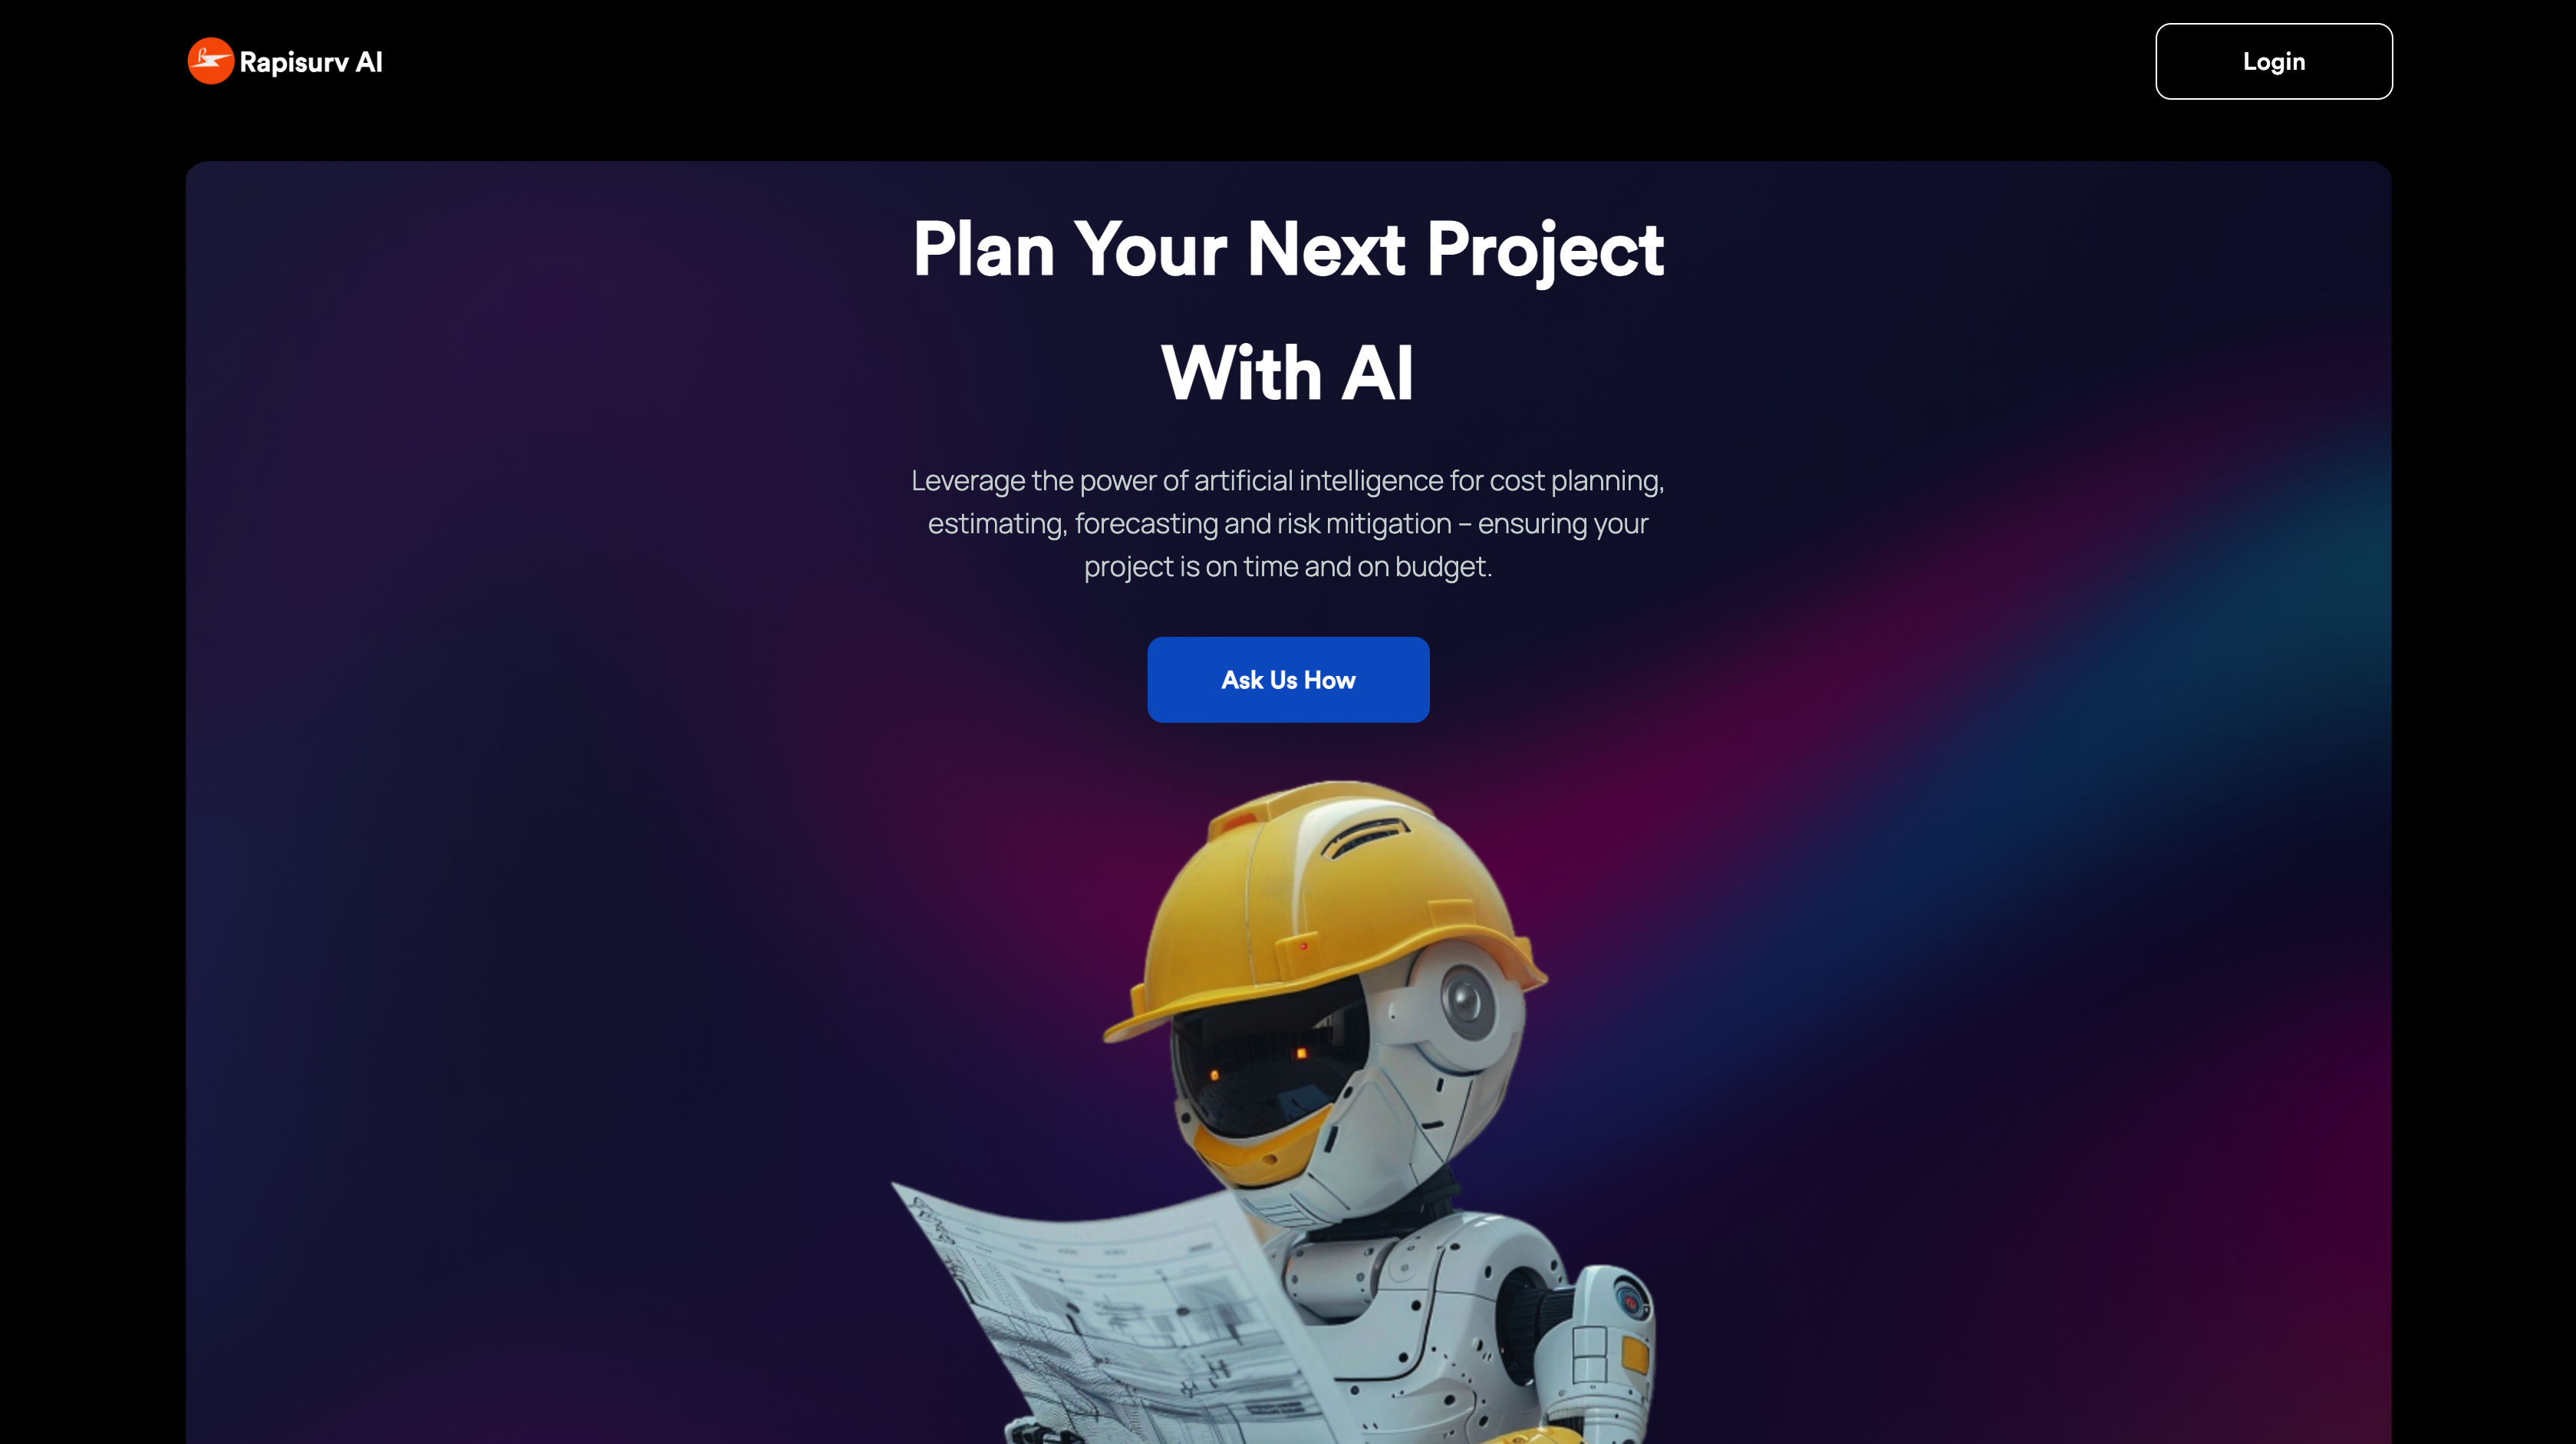 Rapisurv AI
Login
Plan Your Next Project
With AI
Leverage the power of artificial intelligence for cost planning,
estimating, forecasting and risk mitigation – ensuring your
project is on time and on budget.
Ask Us How